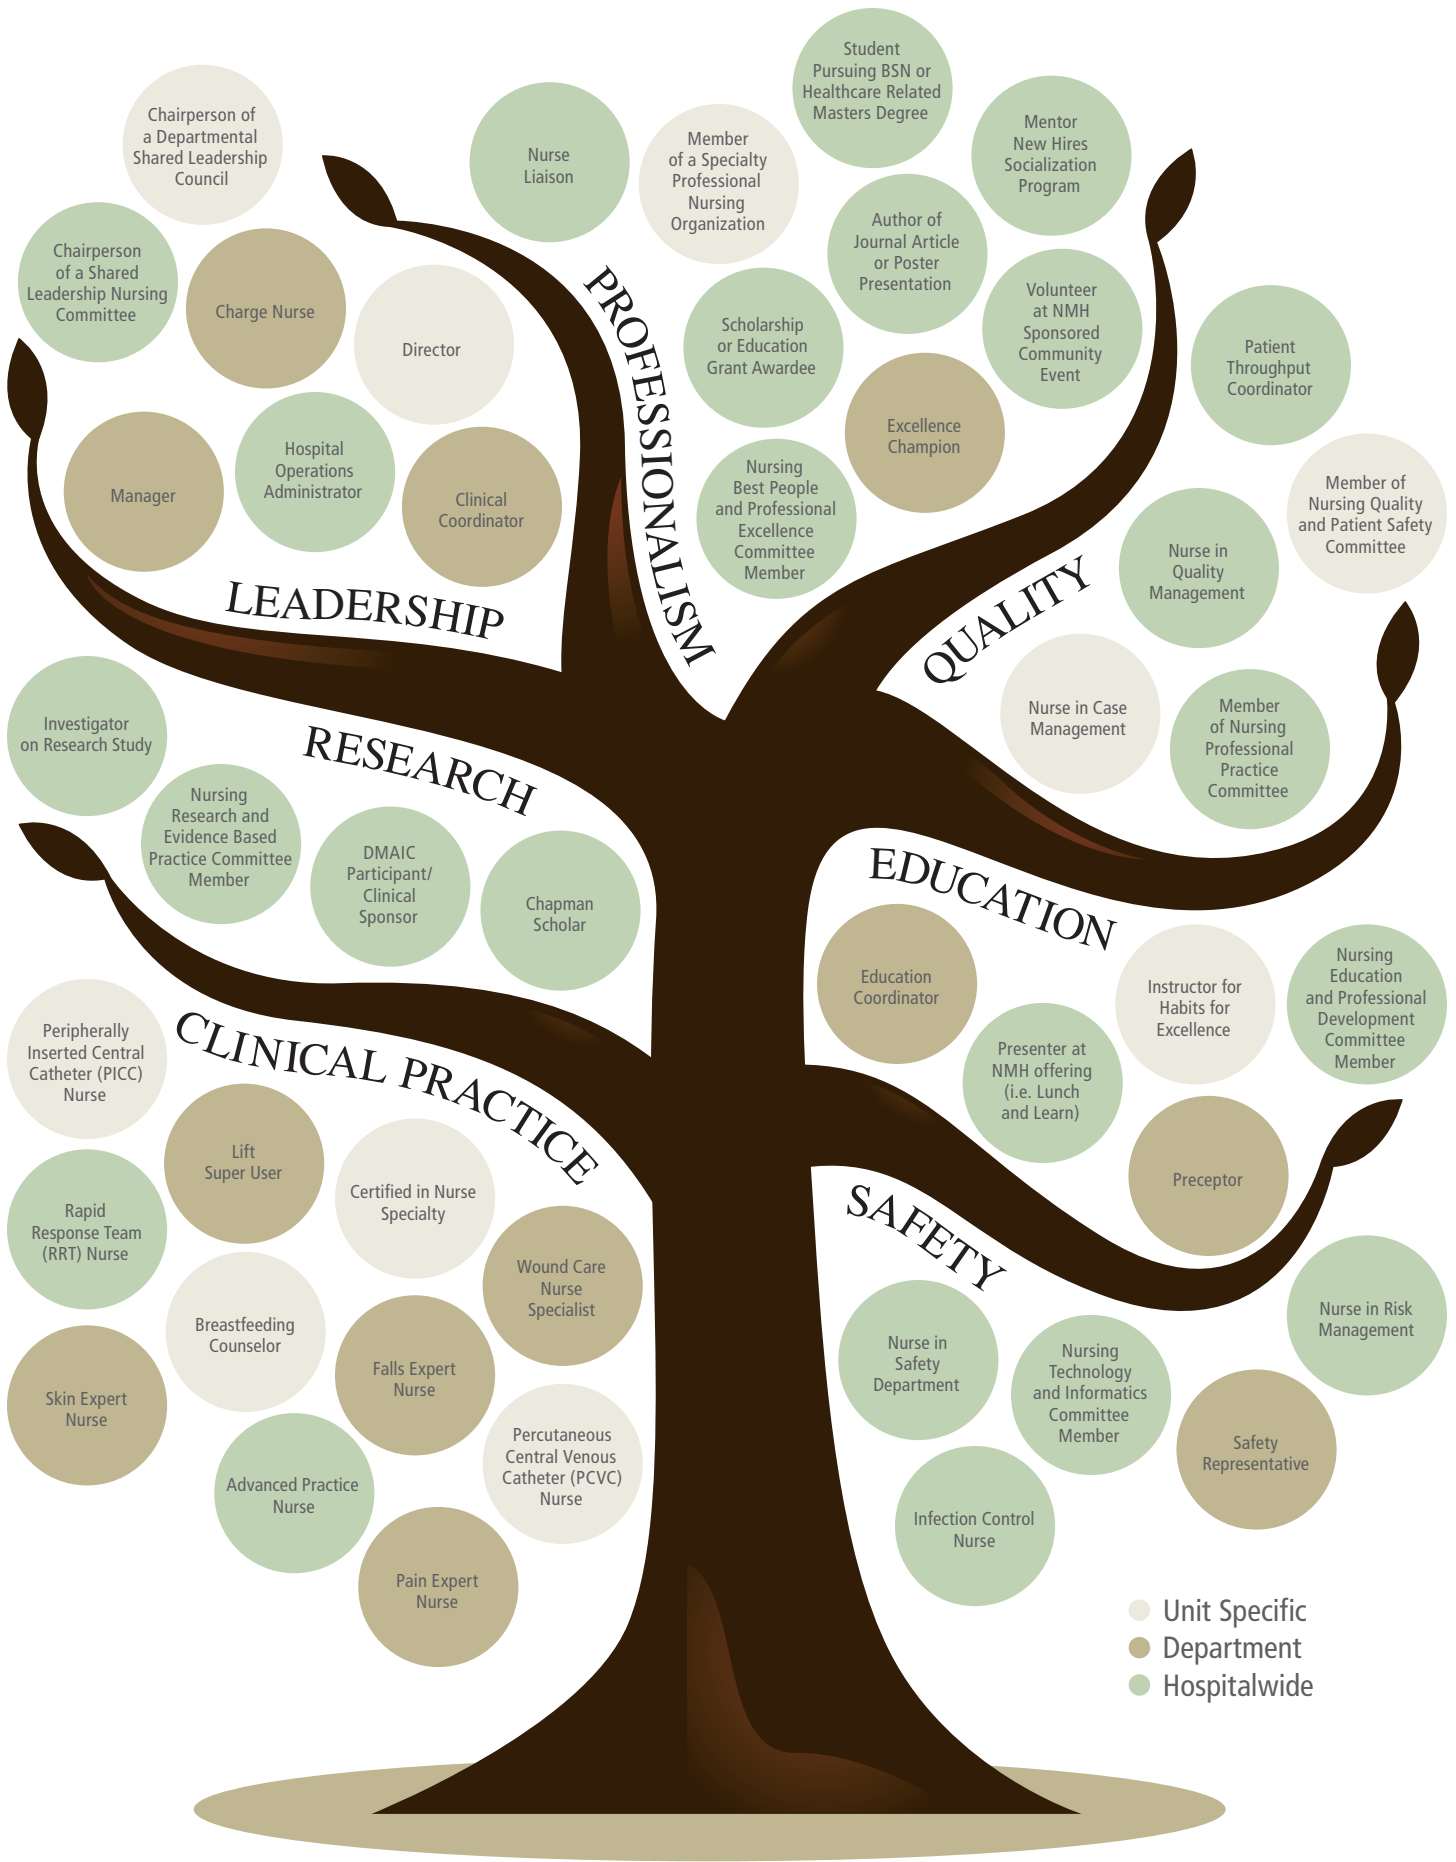 Chairperson of
a Departmental
Shared Leadership
Council
Chairperson
of a Shared
Leadership Nursing
Committee
Charge Nurse
Director
Manager
Hospital
Operations
Administrator
Clinical
Coordinator
LEADERSHIP
Nurse
Liaison
Member
of a Specialty
Professional
Nursing
Organization
Student
Pursuing BSN or
Healthcare Related
Masters Degree
Mentor
New Hires
Socialization
Program
Author of
Journal Article
or Poster
Presentation
Volunteer
at NMH
Sponsored
Community
Event
Scholarship
or Education
Grant Awardee
Excellence
Champion
Nursing
Best People
and Professional
Excellence
Committee
Member
PROFESSIONALISM
Patient
Throughput
Coordinator
Member of
Nursing Quality
and Patient Safety
Committee
Nurse in
Quality
Management
Nurse in Case
Management
Member
of Nursing
Professional
Practice
Committee
QUALITY
RESEARCH
Investigator
on Research Study
Nursing
Research and
Evidence Based
Practice Committee
Member
DMAIC
Participant/
Clinical
Sponsor
Chapman
Scholar
EDUCATION
Education
Coordinator
Instructor for
Habits for
Excellence
Nursing
Education
and Professional
Development
Committee
Member
Presenter at
NMH offering
(i.e. Lunch
and Learn)
Preceptor
CLINICAL PRACTICE
Peripherally
Inserted Central
Catheter (PICC)
Nurse
Lift
Super User
Certified in Nurse
Specialty
Rapid
Response Team
(RRT) Nurse
Wound Care
Nurse
Specialist
Breastfeeding
Counselor
Falls Expert
Nurse
Skin Expert
Nurse
Percutaneous
Central Venous
Catheter (PCVC)
Nurse
Advanced Practice
Nurse
Pain Expert
Nurse
SAFETY
Nurse in Risk
Management
Nurse in
Safety
Department
Nursing
Technology
and Informatics
Committee
Member
Safety
Representative
Infection Control
Nurse
Unit Specific
Department
Hospitalwide